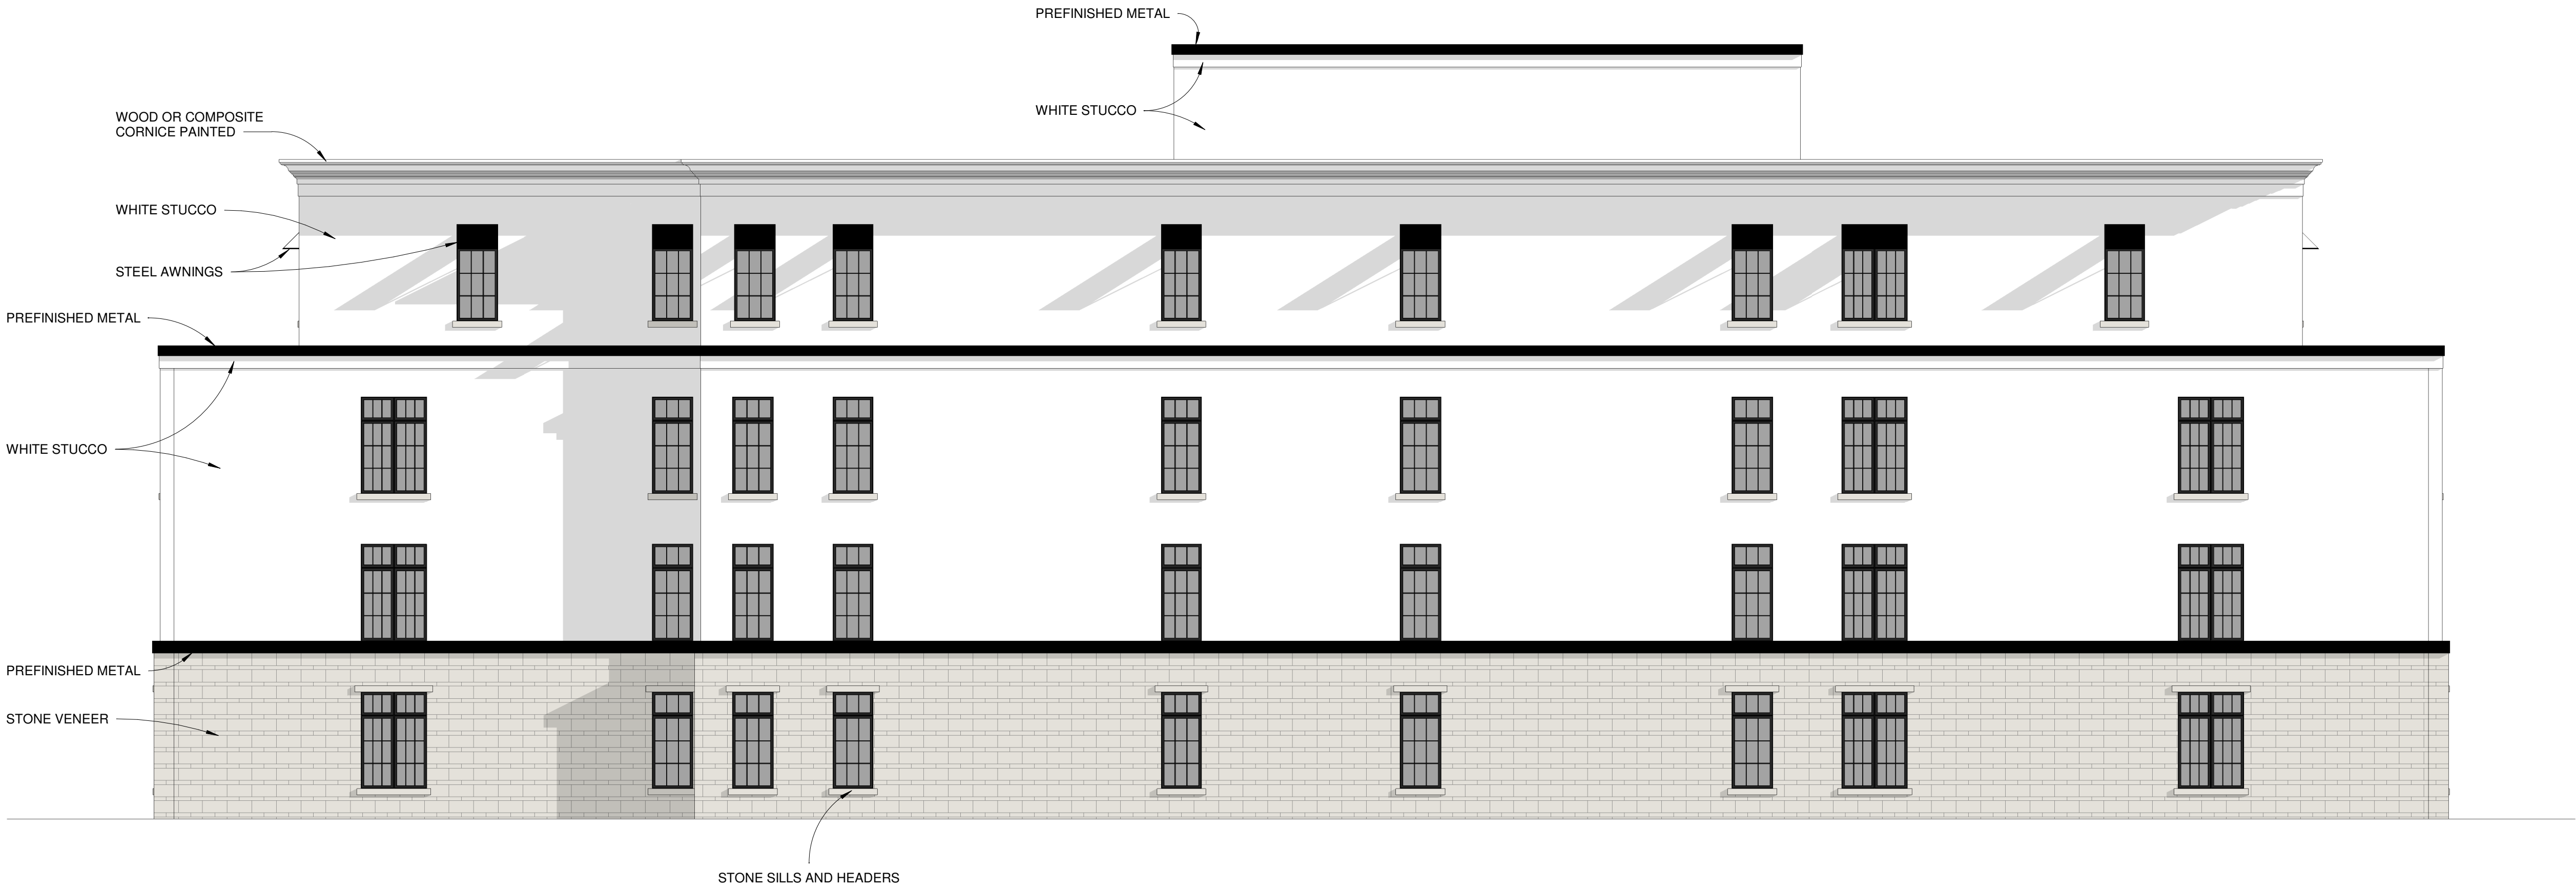 PREFINISHED METAL
WHITE STUCCO
WOOD OR COMPOSITE
CORNICE PAINTED
WHITE STUCCO
STEEL AWNINGS
PREFINISHED METAL
WHITE STUCCO
PREFINISHED METAL
STONE VENEER
STONE SILLS AND HEADERS